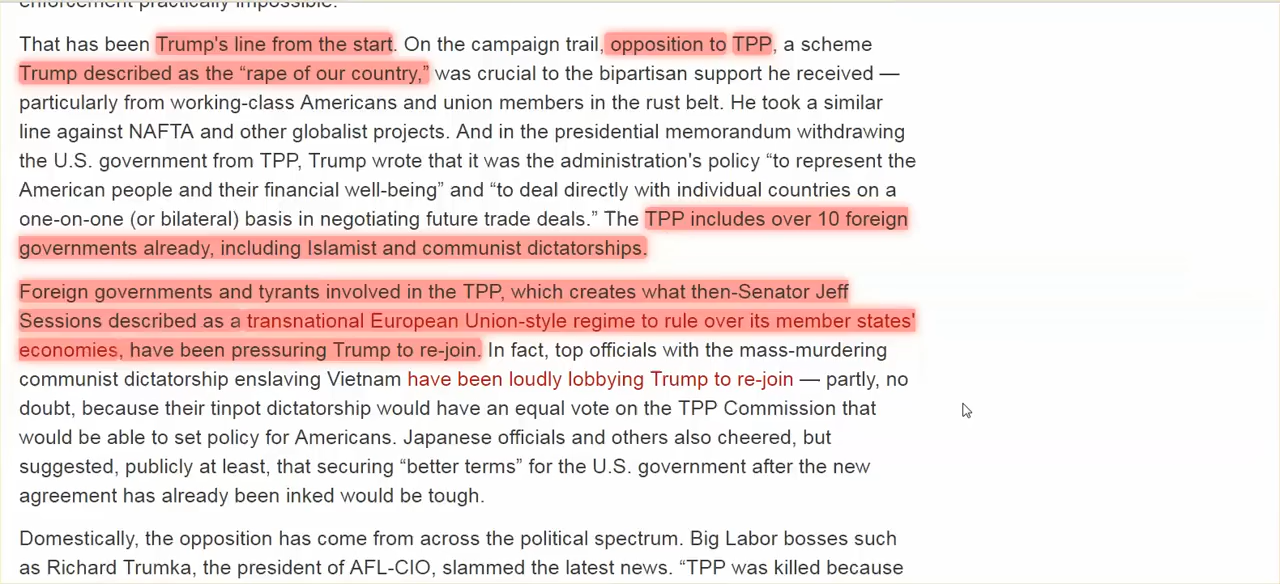 enforcement practically impossible.
That has been Trump's line from the start. On the campaign trail, opposition to TPP, a scheme
Trump described as the “rape of our country,” was crucial to the bipartisan support he received —
particularly from working-class Americans and union members in the rust belt. He took a similar
line against NAFTA and other globalist projects. And in the presidential memorandum withdrawing
the U.S. government from TPP, Trump wrote that it was the administration's policy “to represent the
American people and their financial well-being” and “to deal directly with individual countries on a
one-on-one (or bilateral) basis in negotiating future trade deals.” The TPP includes over 10 foreign
governments already, including Islamist and communist dictatorships.
Foreign governments and tyrants involved in the TPP, which creates what then-Senator Jeff
Sessions described as a transnational European Union-style regime to rule over its member states'
economies, have been pressuring Trump to re-join. In fact, top officials with the mass-murdering
communist dictatorship enslaving Vietnam have been loudly lobbying Trump to re-join — partly, no
doubt, because their tinpot dictatorship would have an equal vote on the TPP Commission that
would be able to set policy for Americans. Japanese officials and others also cheered, but
suggested, publicly at least, that securing “better terms” for the U.S. government after the new
agreement has already been inked would be tough.
Domestically, the opposition has come from across the political spectrum. Big Labor bosses such
as Richard Trumka, the president of AFL-CIO, slammed the latest news. “TPP was killed because